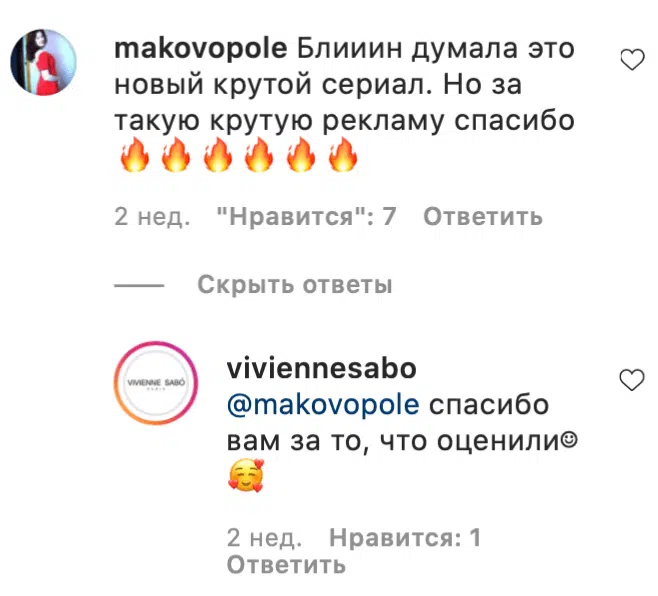 makovopole Блииин думала это
новый крутой сериал. Но за
такую крутую рекламу спасибо
🔥🔥🔥🔥🔥🔥
2 нед. "Нравится": 7 Ответить
Скрыть ответы
VIVIENNE SABÓ
PARIS
viviennesabo
@makovopole спасибо
вам за то, что оценили☺
🥰
2 нед. Нравится: 1
Ответить